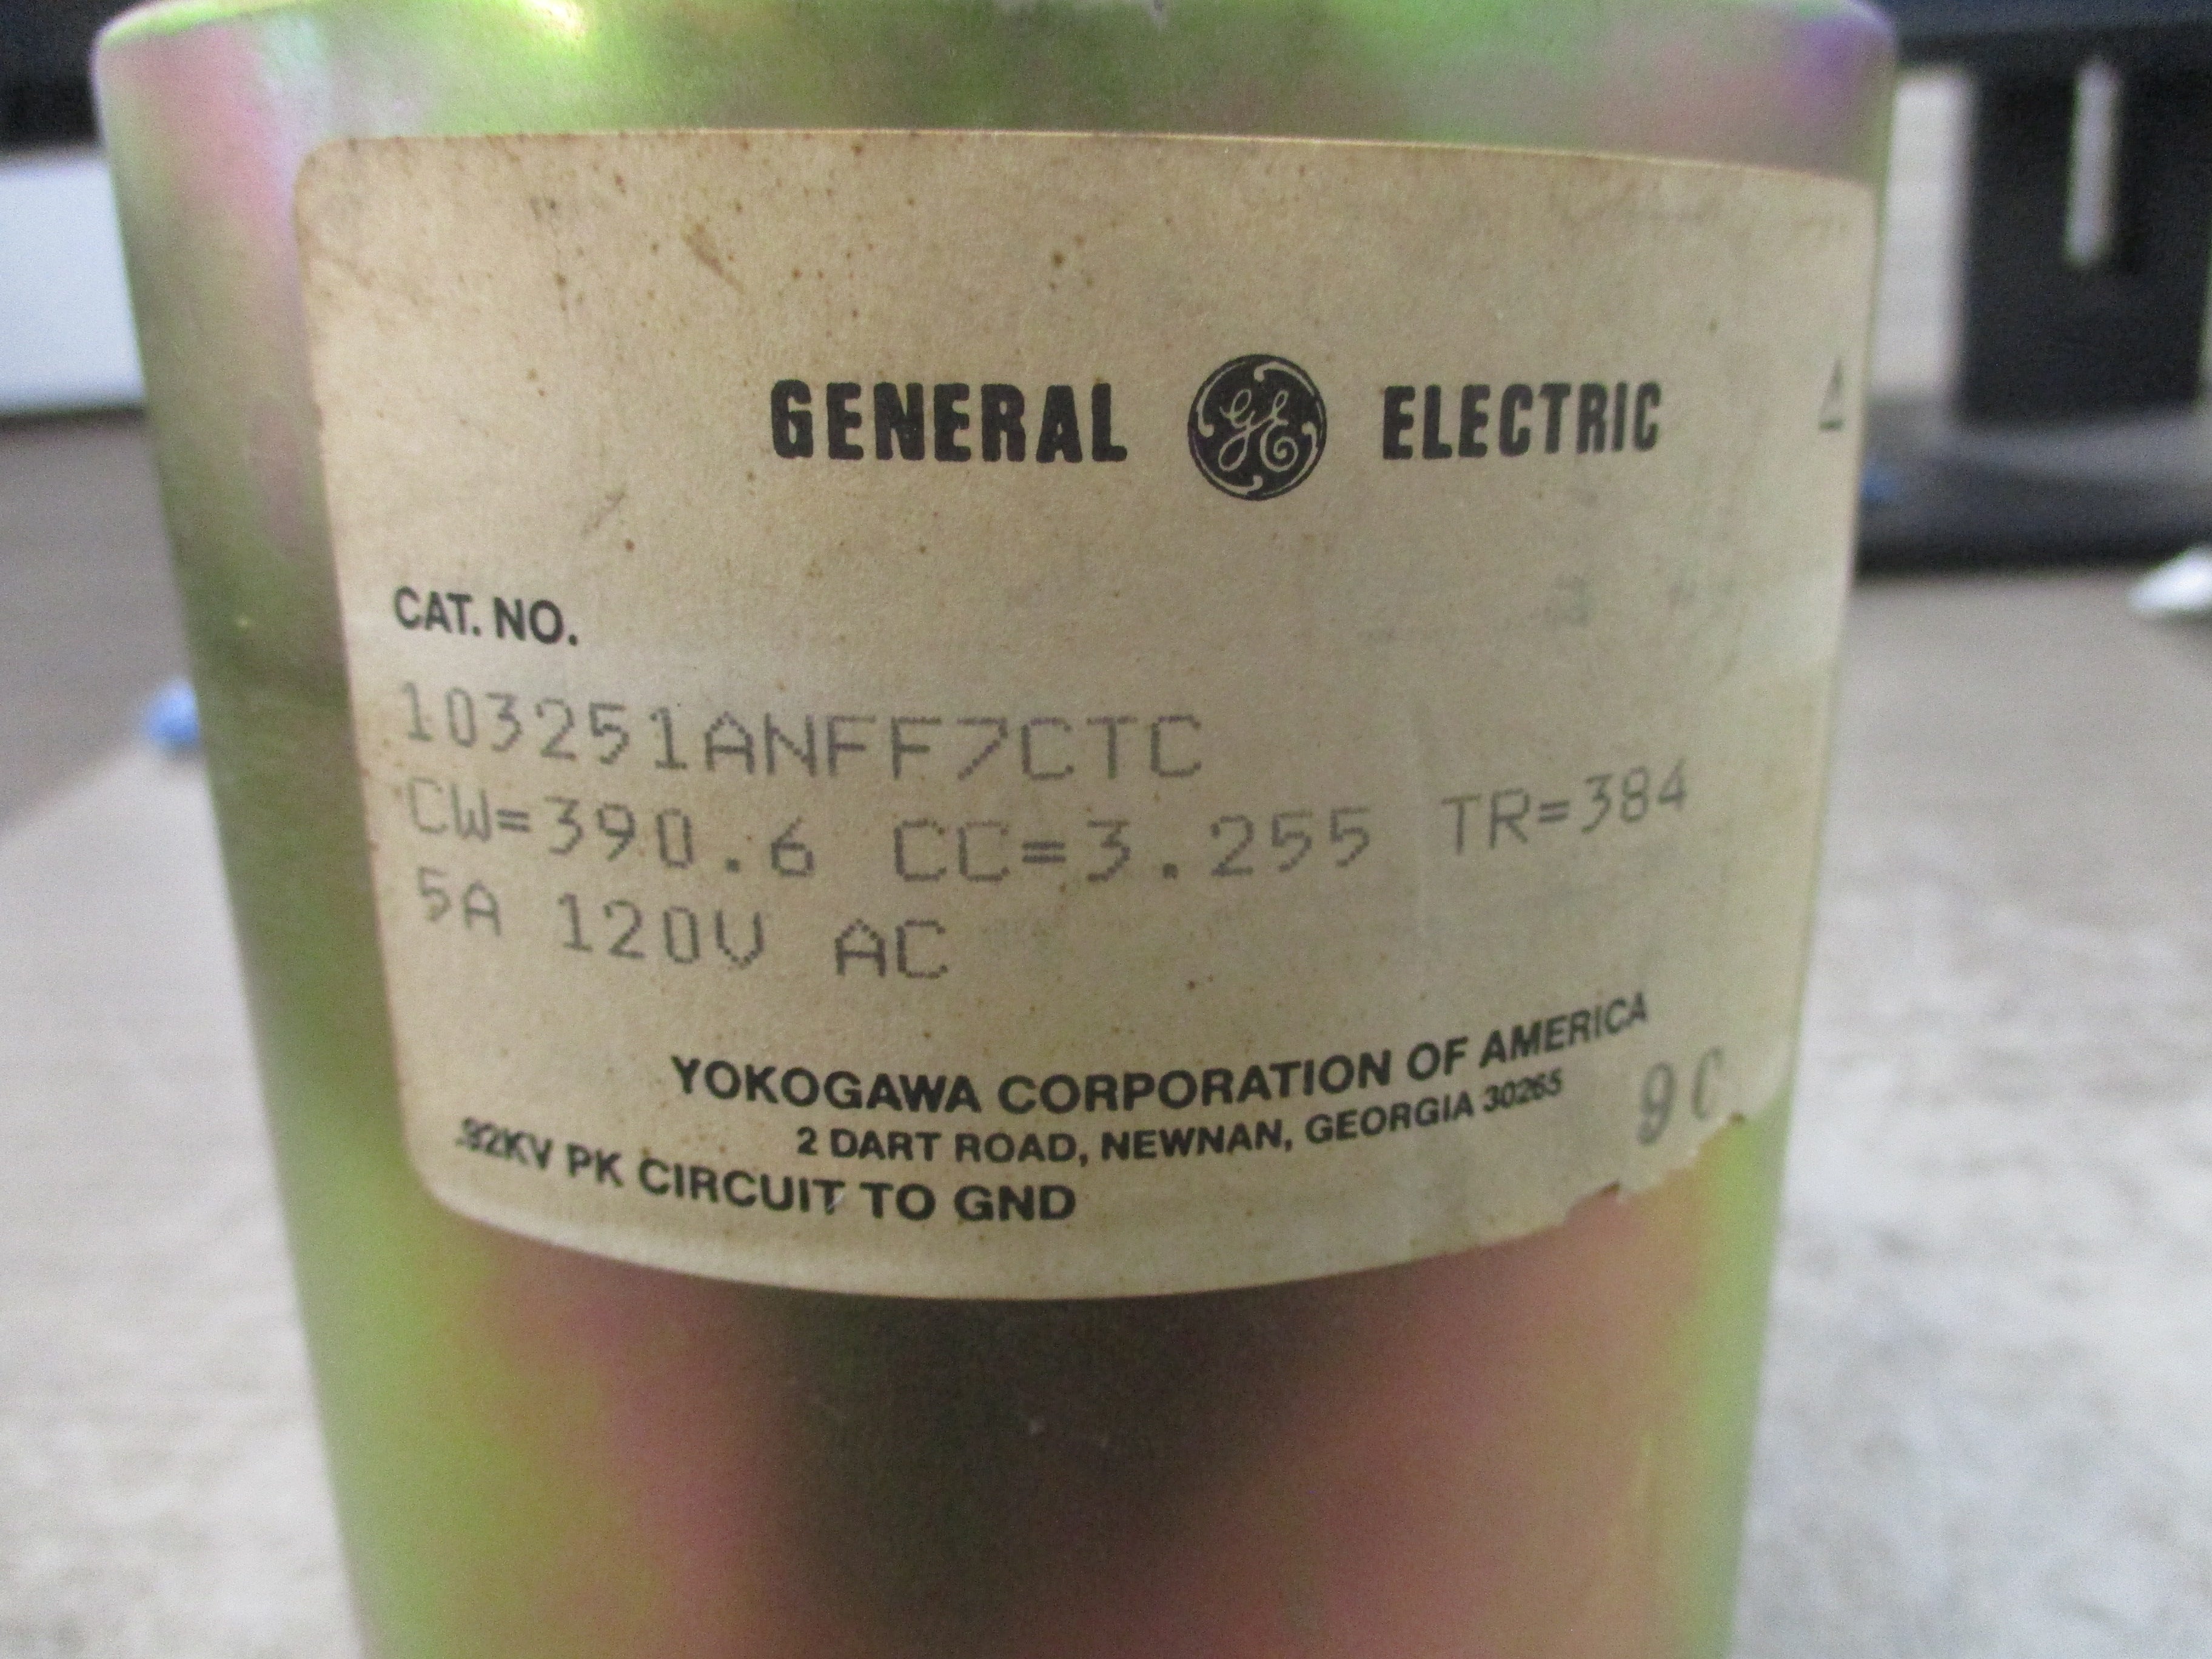 GENERAL GE ELECTRIC
CAT. NO.
103251ANFF7CTC
CW=390.6 CC=3.255 TR=384
5A 120V AC
YOKOGAWA CORPORATION OF AMERICA
2 DART ROAD, NEWNAN, GEORGIA 30265
.92KV PK CIRCUIT TO GND